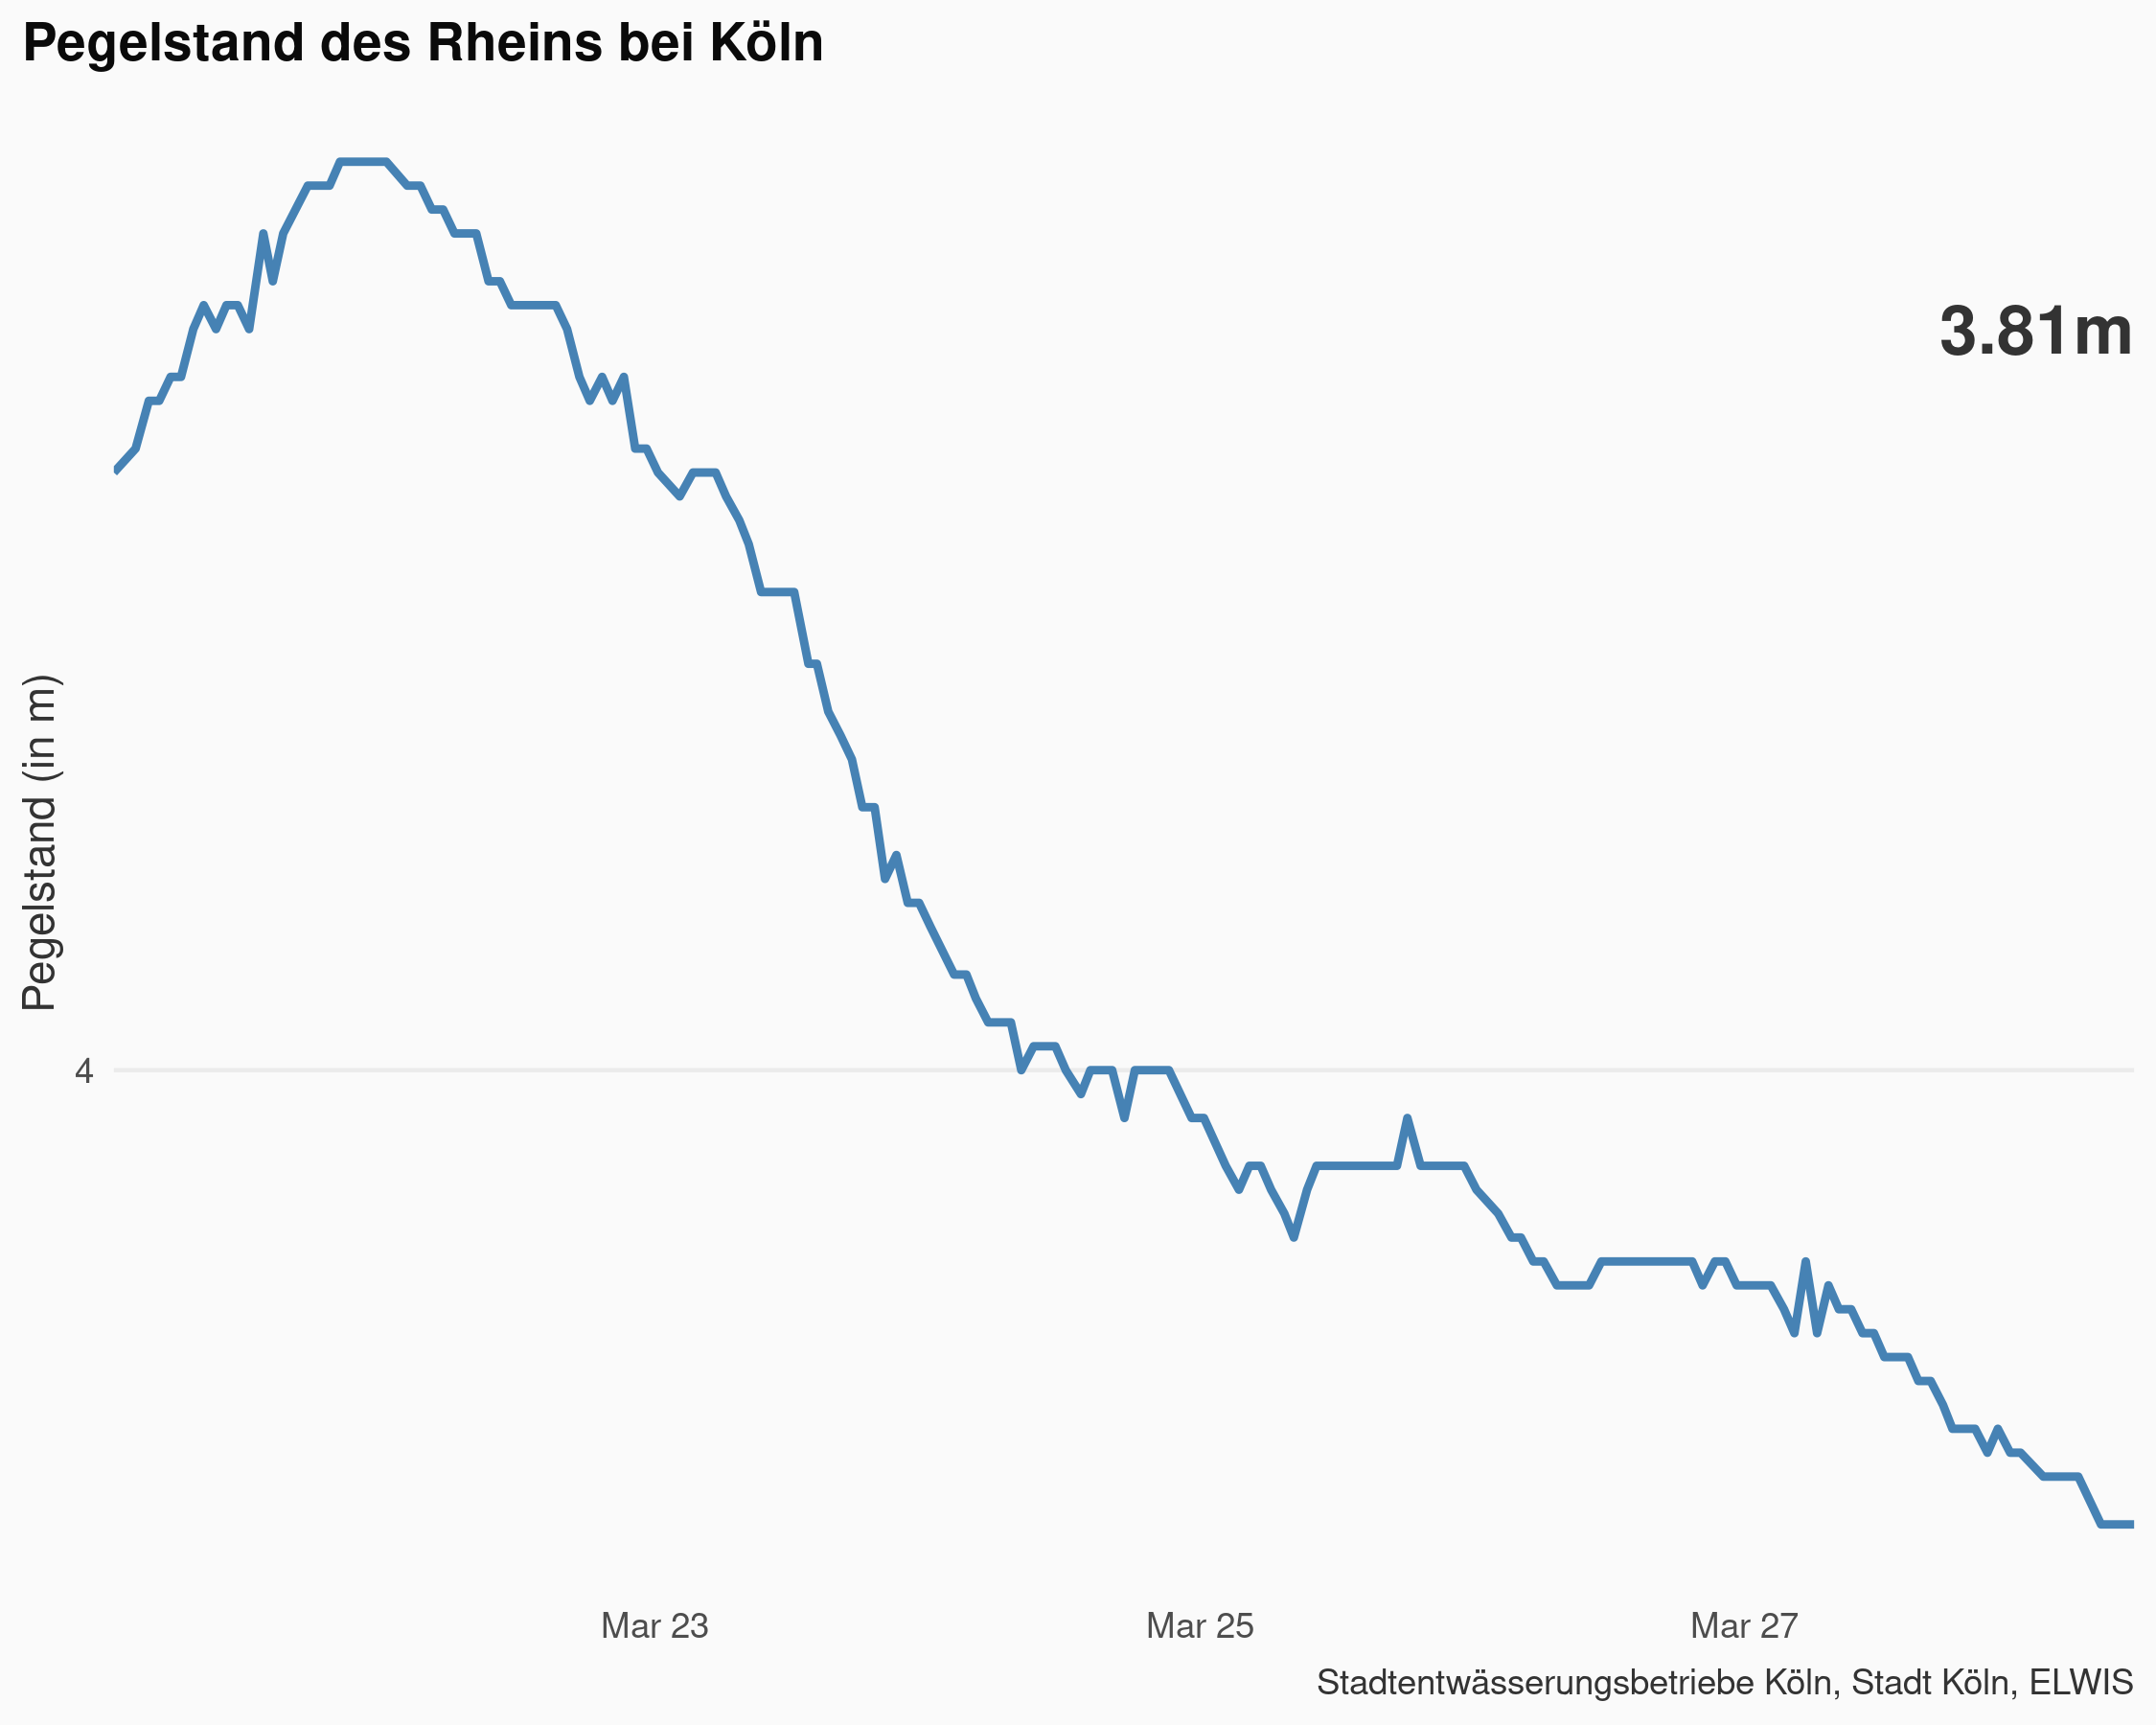 Pegelstand des Rheins bei Köln
3.81m
Pegelstand (in m)
4
Mar 23
Mar 25
Mar 27
Stadtentwässerungsbetriebe Köln, Stadt Köln, ELWIS